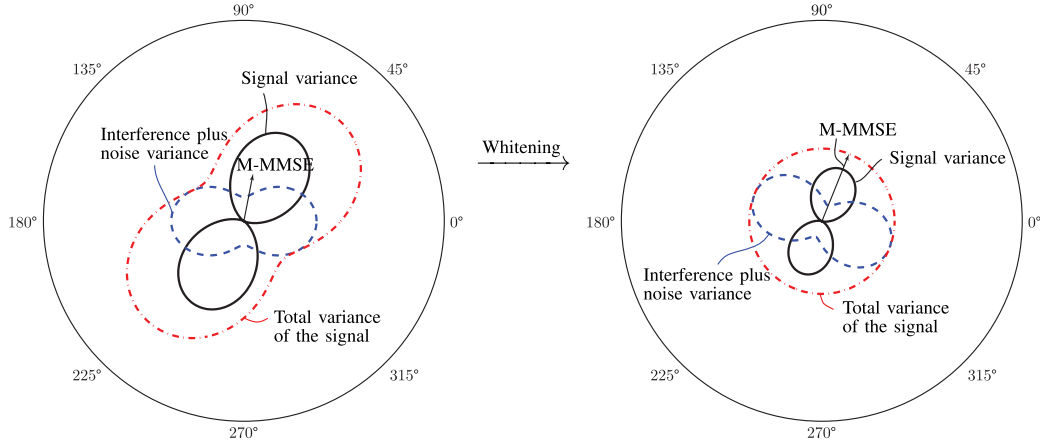 90°
135°
45°
Signal variance
Interference plus
noise variance
M-MMSE
180°
0°
Total variance
of the signal
225°
315°
270°
Whitening
90°
135°
45°
M-MMSE
Signal variance
180°
0°
Interference plus
noise variance
Total variance
of the signal
225°
315°
270°